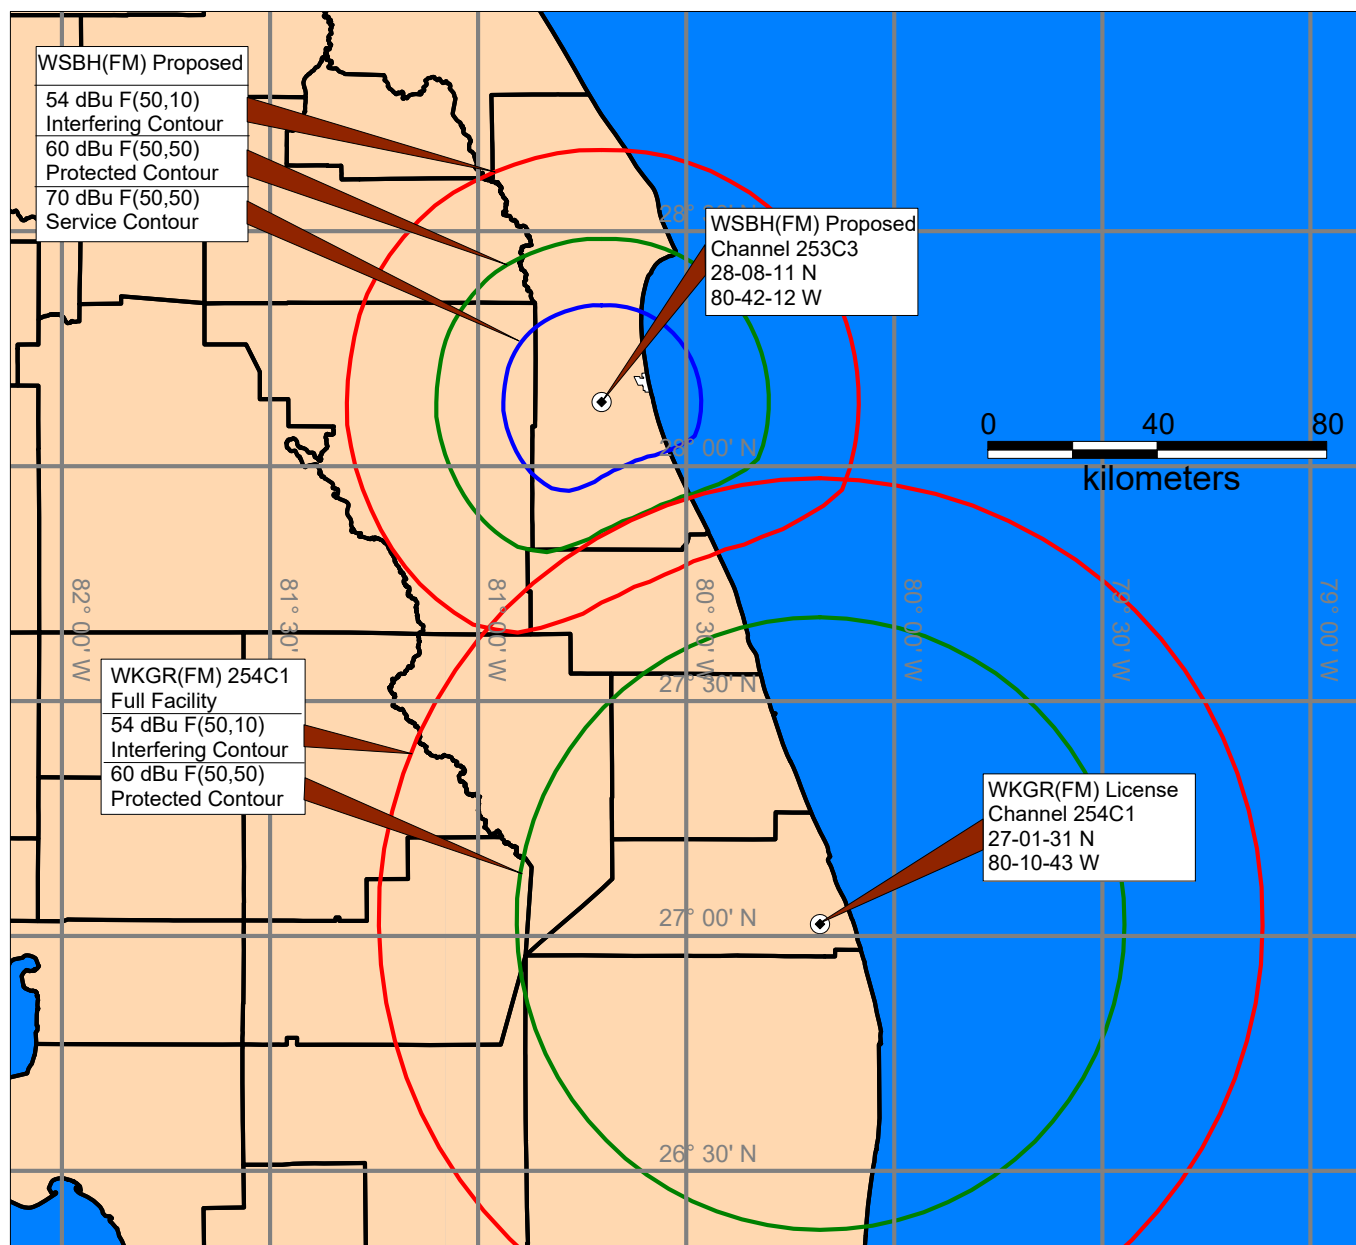 WSBH(FM) Proposed
54 dBu F(50,10)
Interfering Contour
60 dBu F(50,50)
Protected Contour
70 dBu F(50,50)
Service Contour
WSBH(FM) Proposed
Channel 253C3
28-08-11 N
80-42-12 W
0 40 80
kilometers
28° 00' N
82° 00' W
81° 30'
81° 00' W
80° 30' W
80° 00' W
79° 30' W
79° 00' W
27° 30' N
WKGR(FM) 254C1
Full Facility
54 dBu F(50,10)
Interfering Contour
60 dBu F(50,50)
Protected Contour
WKGR(FM) License
Channel 254C1
27-01-31 N
80-10-43 W
27° 00' N
26° 30' N